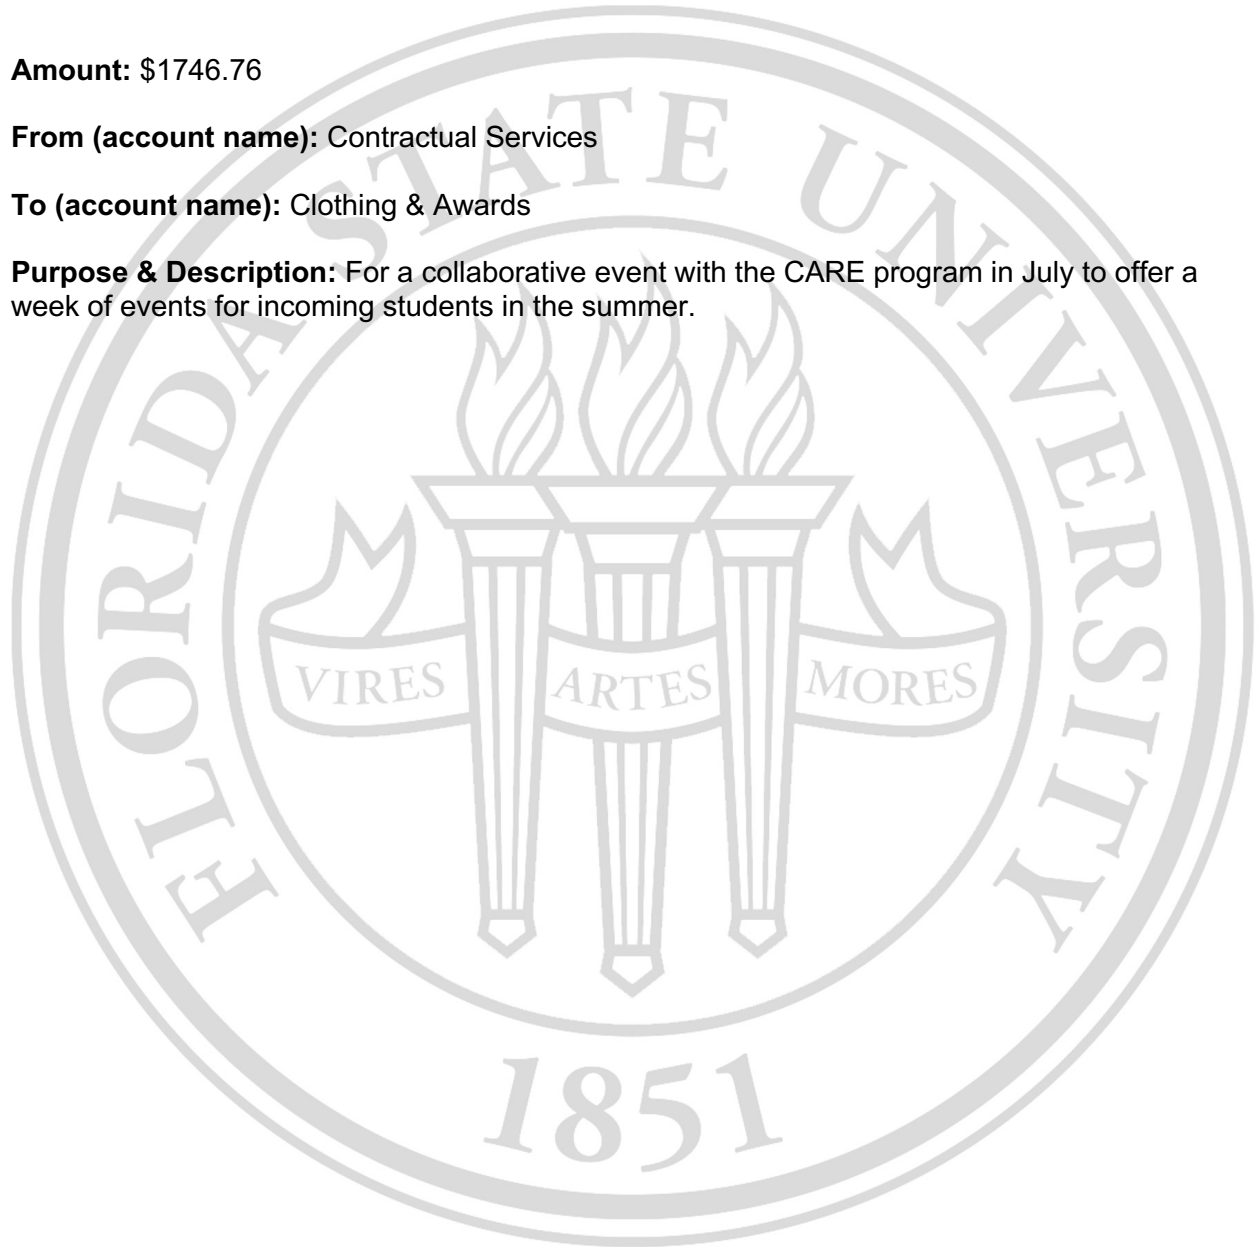 Amount: $1746.76
From (account name): Contractual Services
To (account name): Clothing & Awards
Purpose & Description: For a collaborative event with the CARE program in July to offer a
week of events for incoming students in the summer.
FLORIDA STATE UNIVERSITY
VIRES ARTES MORES
1851